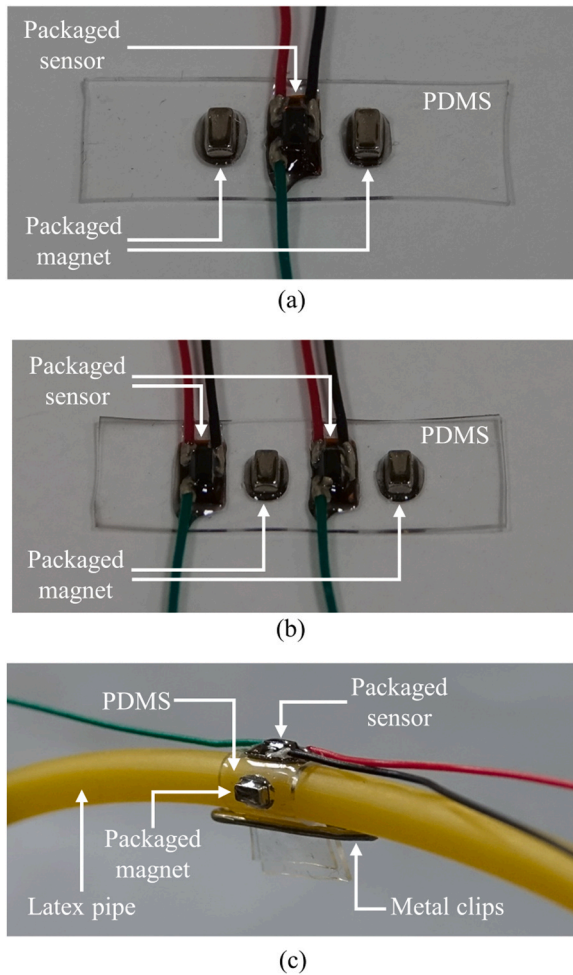 Packaged
sensor
PDMS
Packaged
magnet
(a)
Packaged
sensor
PDMS
Packaged
magnet
(b)
PDMS
Packaged
sensor
Packaged
magnet
Latex pipe
Metal clips
(c)